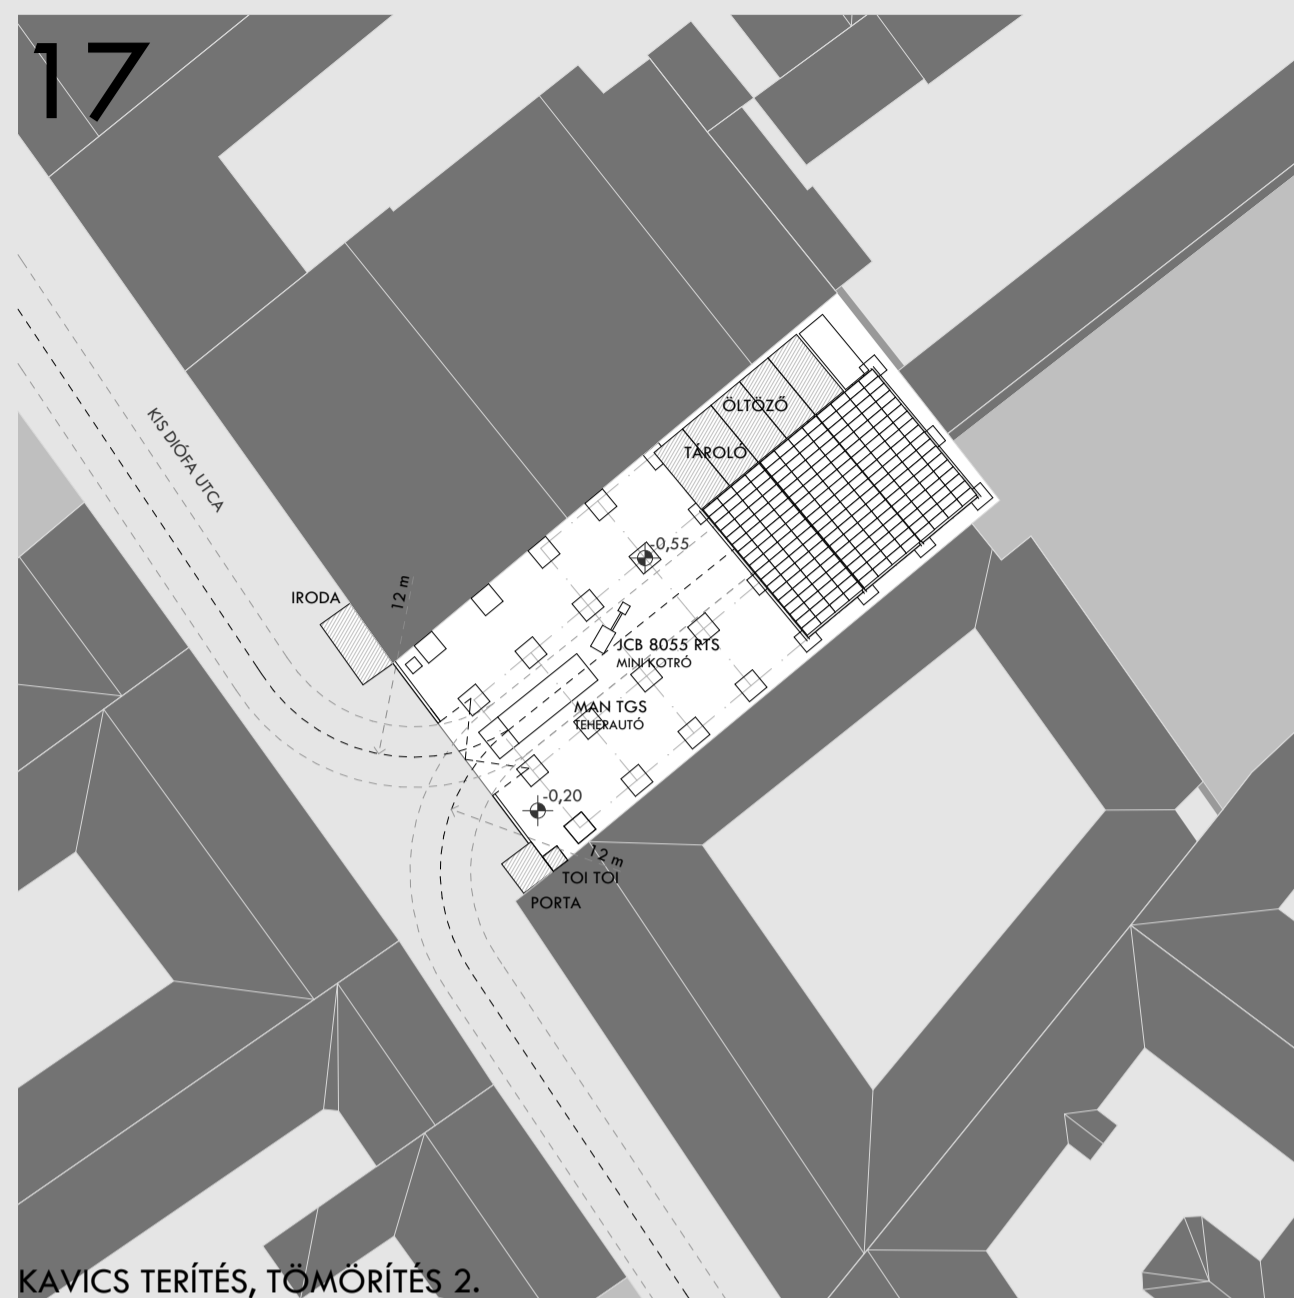 17
KIS DIÓFA UTCA
ÖLTÖZŐ
TÁROLÓ
-0,55
IRODA
12 m
JCB 8055 RTS
MINI KOTRÓ
MAN TGS
TEHERAUTÓ
-0,20
12 m
TOI TOI
PORTA
KAVICS TERÍTÉS, TÖMÖRÍTÉS 2.